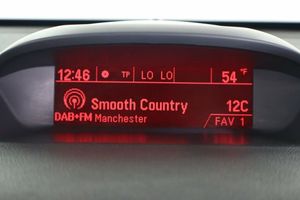 12:46 TP LO LO 54 °F
Smooth Country 12C
DAB+FM Manchester FAV 1